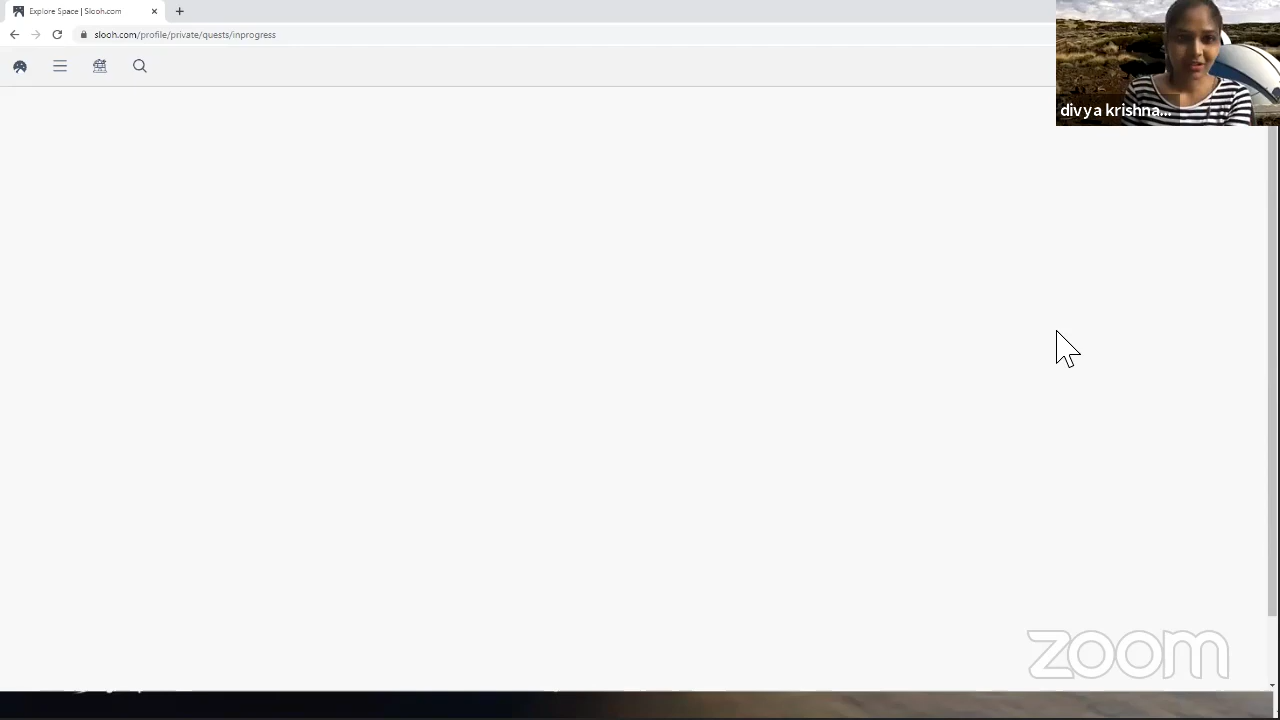 Explore Space | Slooh.com
slooh.com/profile/private/quests/inprogress
divya krishna...
zoom